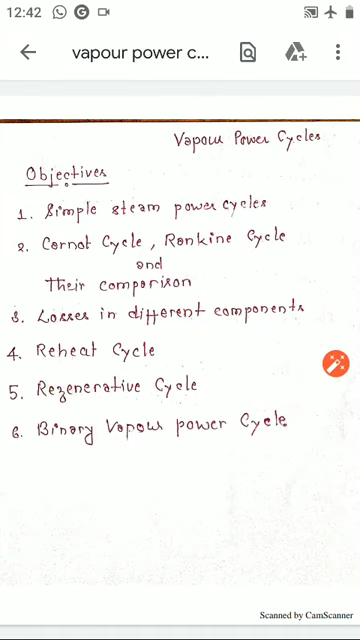 12:42
vapour power c...
Vapour Power Cycles
Objectives
1. Simple steam power cycles
2. Cornot Cycle, Rankine Cycle
and
Their comparison
3. Losses in different components
4. Reheat Cycle
5. Regenerative Cycle
6. Binary Vapour power Cycle
Scanned by CamScanner